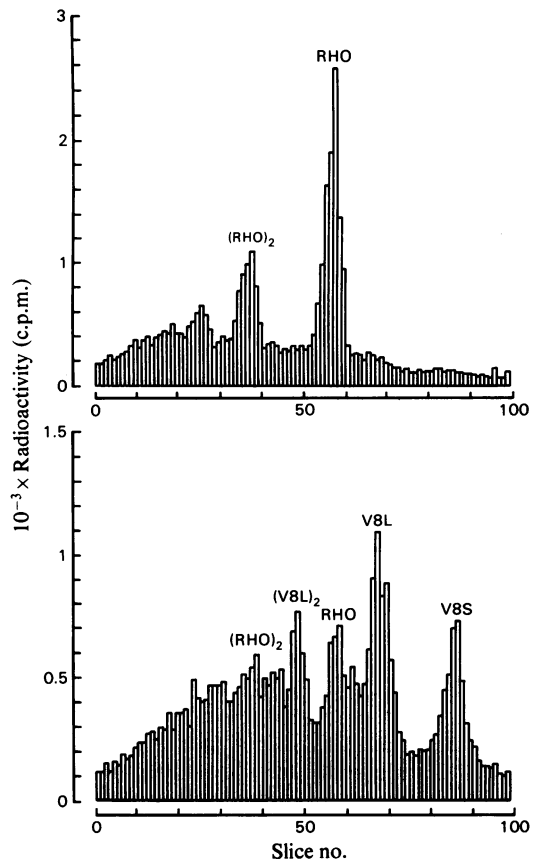 3
RHO
2
(RHO)₂
1
0
0
50
100
10⁻³ × Radioactivity (c.p.m.)
1.5
V8L
1
(V8L)₂
RHO
V8S
(RHO)₂
0.5
0
0
50
100
Slice no.